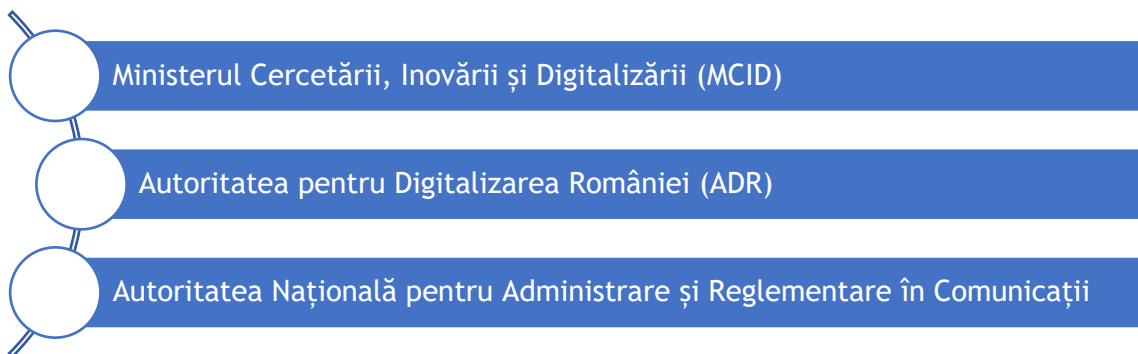 Ministerul Cercetării, Inovării și Digitalizării (MCID)
Autoritatea pentru Digitalizarea României (ADR)
Autoritatea Națională pentru Administrare și Reglementare în Comunicații